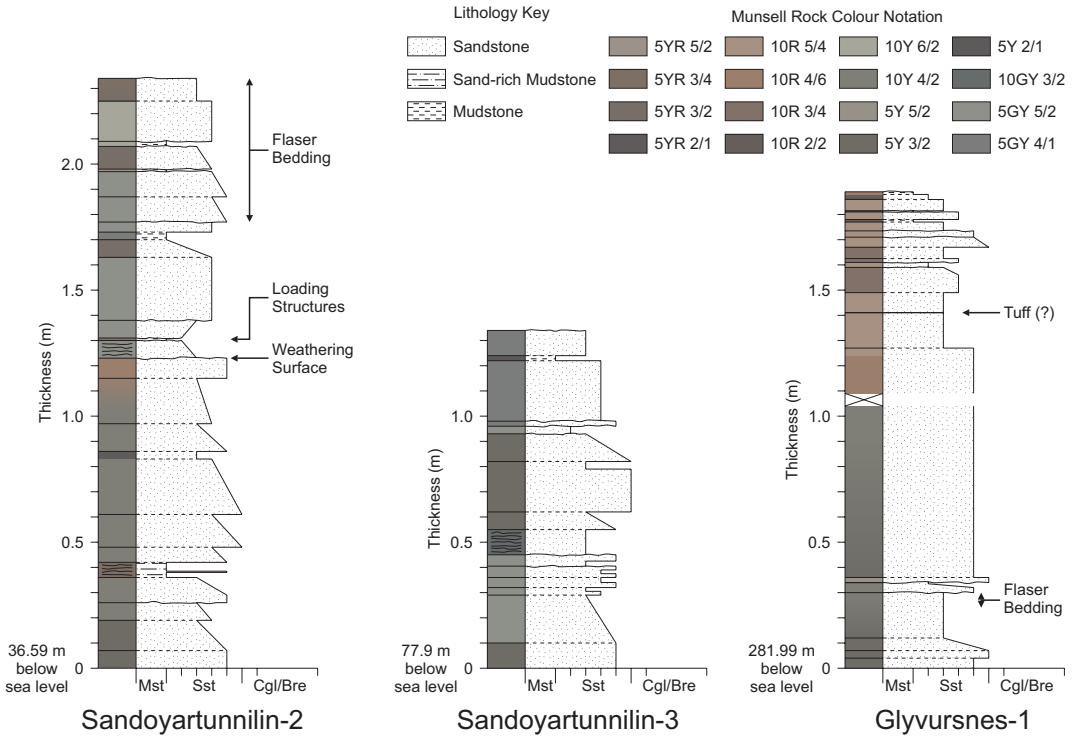 Lithology Key
Sandstone
Sand-rich Mudstone
Mudstone
Munsell Rock Colour Notation
5YR 5/2
10R 5/4
10Y 6/2
5Y 2/1
5YR 3/4
10R 4/6
10Y 4/2
10GY 3/2
5YR 3/2
10R 3/4
5Y 5/2
5GY 5/2
5YR 2/1
10R 2/2
5Y 3/2
5GY 4/1
Thickness (m)
2.0
1.5
1.0
0.5
0
36.59 m
below
sea level
Flaser
Bedding
Loading
Structures
Weathering
Surface
Mst
Sst
Cgl/Bre
Sandoyartunnilin-2
Thickness (m)
1.0
0.5
0
77.9 m
below
sea level
Mst
Sst
Cgl/Bre
Sandoyartunnilin-3
Thickness (m)
1.5
1.0
0.5
0
281.99 m
below
sea level
Tuff (?)
Flaser
Bedding
Mst
Sst
Cgl/Bre
Glyvursnes-1